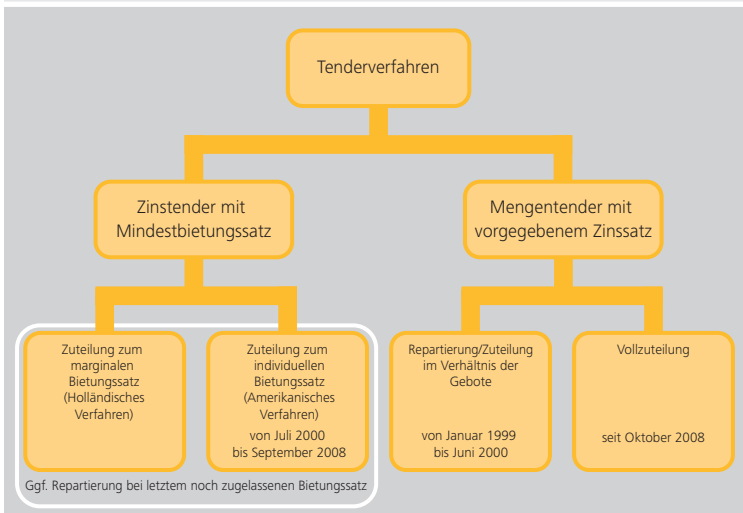 Tenderverfahren
Zinstender mit
Mindestbietungssatz
Mengentender mit
vorgegebenem Zinssatz
Zuteilung zum
marginalen
Bietungssatz
(Holländisches
Verfahren)
Zuteilung zum
individuellen
Bietungssatz
(Amerikanisches
Verfahren)
von Juli 2000
bis September 2008
Repartierung/Zuteilung
im Verhältnis der
Gebote
von Januar 1999
bis Juni 2000
Vollzuteilung
seit Oktober 2008
Ggf. Repartierung bei letztem noch zugelassenen Bietungssatz